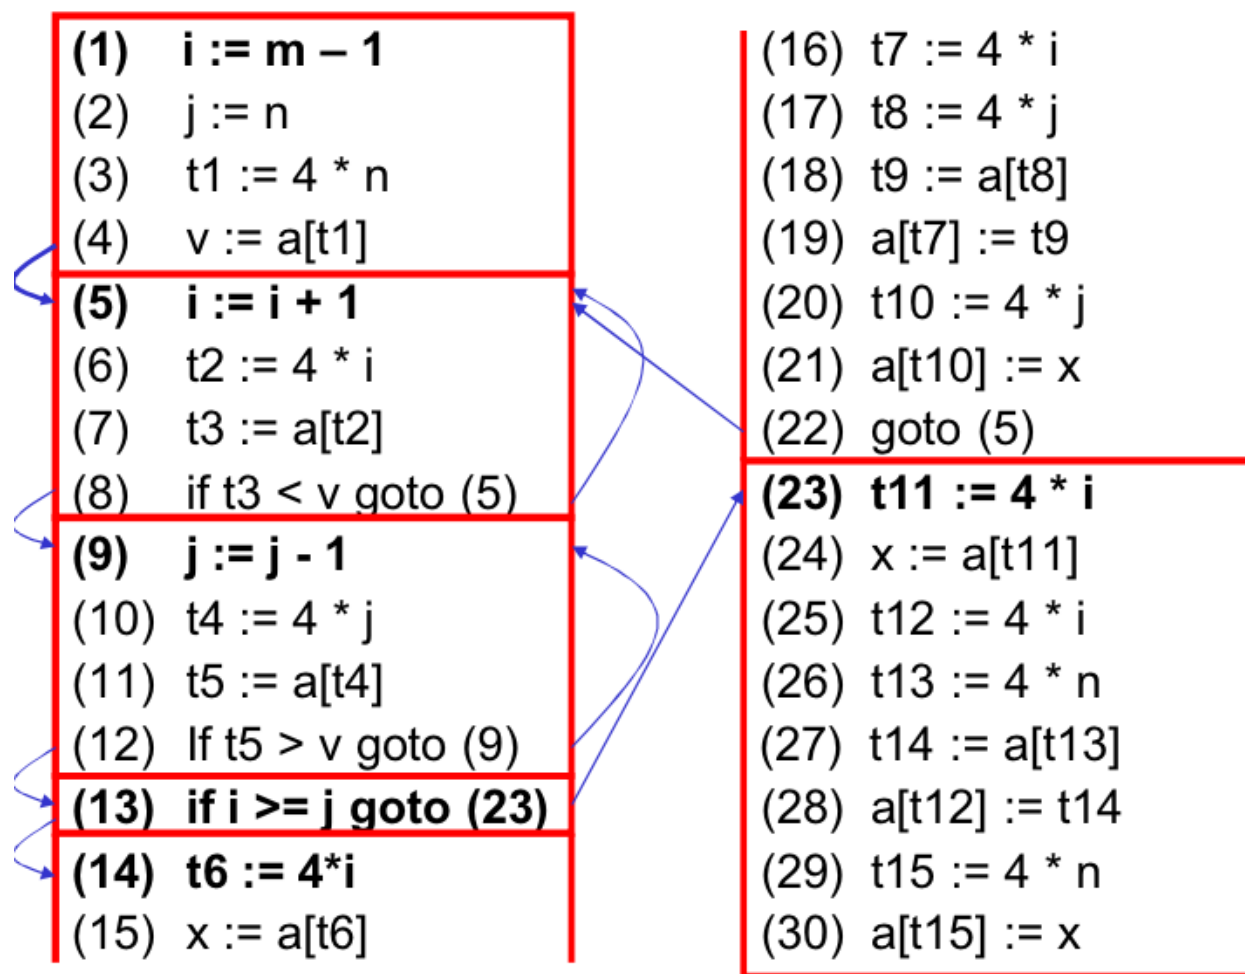 (1) i := m – 1
(2) j := n
(3) t1 := 4 * n
(4) v := a[t1]
(5) i := i + 1
(6) t2 := 4 * i
(7) t3 := a[t2]
(8) if t3 < v goto (5)
(9) j := j - 1
(10) t4 := 4 * j
(11) t5 := a[t4]
(12) If t5 > v goto (9)
(13) if i >= j goto (23)
(14) t6 := 4*i
(15) x := a[t6]
(16) t7 := 4 * i
(17) t8 := 4 * j
(18) t9 := a[t8]
(19) a[t7] := t9
(20) t10 := 4 * j
(21) a[t10] := x
(22) goto (5)
(23) t11 := 4 * i
(24) x := a[t11]
(25) t12 := 4 * i
(26) t13 := 4 * n
(27) t14 := a[t13]
(28) a[t12] := t14
(29) t15 := 4 * n
(30) a[t15] := x